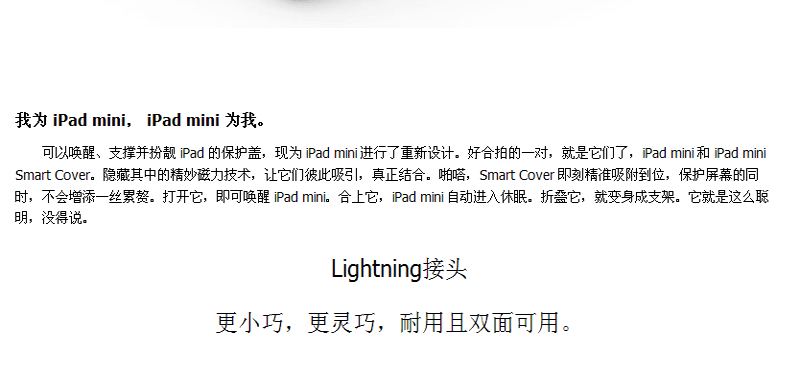 我为 iPad mini， iPad mini 为我。
可以唤醒、支撑并扮靓 iPad 的保护盖，现为 iPad mini 进行了重新设计。好合拍的一对，就是它们了，iPad mini 和 iPad mini
Smart Cover。隐藏其中的精妙磁力技术，让它们彼此吸引，真正结合。啪嗒，Smart Cover 即刻精准吸附到位，保护屏幕的同
时，不会增添一丝累赘。打开它，即可唤醒 iPad mini。合上它，iPad mini 自动进入休眠。折叠它，就变身成支架。它就是这么聪
明，没得说。
Lightning接头
更小巧，更灵巧，耐用且双面可用。